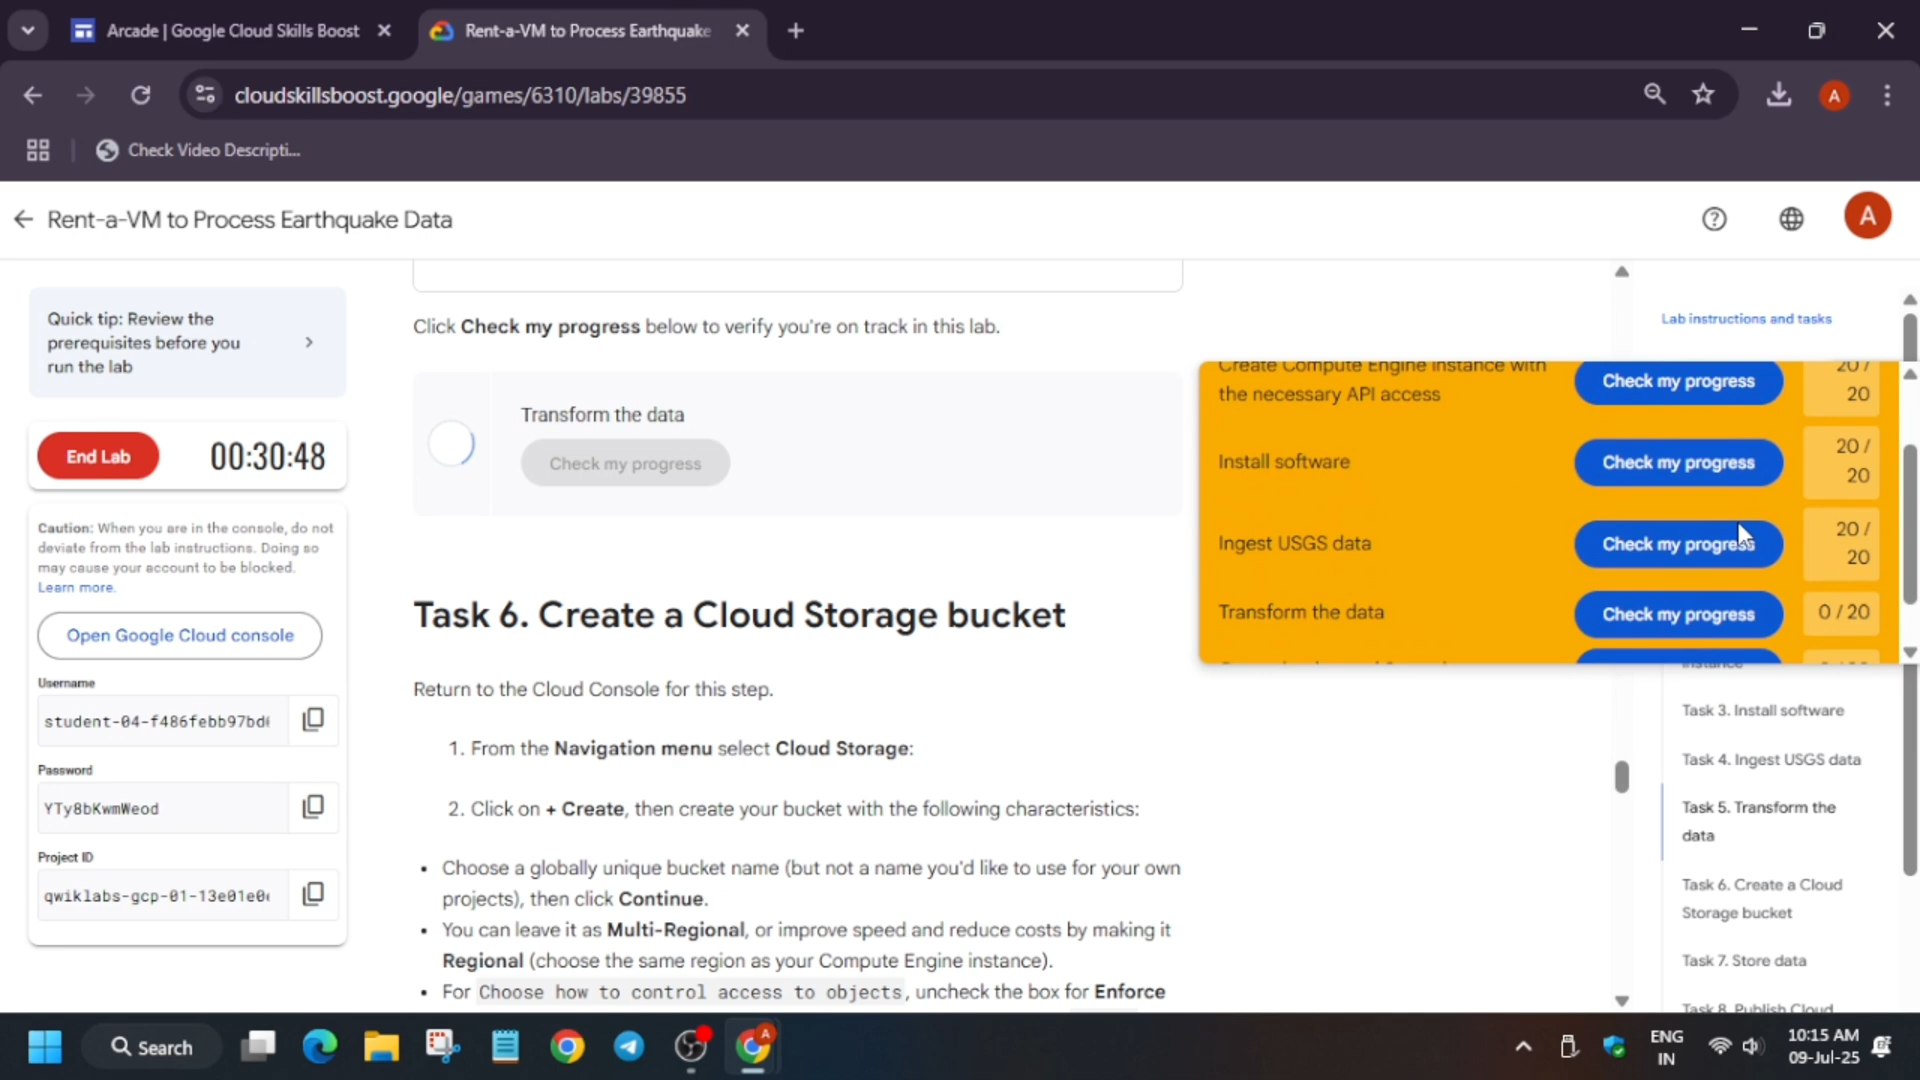 Arcade | Google Cloud Skills Boost
Rent-a-VM to Process Earthquake
cloudskillsboost.google/games/6310/labs/39855
A
Check Video Descripti...
Rent-a-VM to Process Earthquake Data
A
Quick tip: Review the
prerequisites before you
run the lab
End Lab
00:30:48
Caution: When you are in the console, do not
deviate from the lab instructions. Doing so
may cause your account to be blocked.
Learn more.
Open Google Cloud console
Username
student-04-f486febb97bd
Password
YTy8bKwmWeod
Project ID
qwiklabs-gcp-01-13e01e0
Click Check my progress below to verify you're on track in this lab.
Transform the data
Check my progress
Task 6. Create a Cloud Storage bucket
Return to the Cloud Console for this step.
1. From the Navigation menu select Cloud Storage:
2. Click on + Create, then create your bucket with the following characteristics:
• Choose a globally unique bucket name (but not a name you'd like to use for your own
projects), then click Continue.
• You can leave it as Multi-Regional, or improve speed and reduce costs by making it
Regional (choose the same region as your Compute Engine instance).
• For Choose how to control access to objects, uncheck the box for Enforce
Lab instructions and tasks
Create Compute Engine instance with
the necessary API access
Check my progress
20 /
20
Install software
Check my progress
20 /
20
Ingest USGS data
Check my progress
20 /
20
Transform the data
Check my progress
0 / 20
instance
Task 3. Install software
Task 4. Ingest USGS data
Task 5. Transform the
data
Task 6. Create a Cloud
Storage bucket
Task 7. Store data
Task 8. Publish Cloud
Search
A
ENG
IN
10:15 AM
09-Jul-25